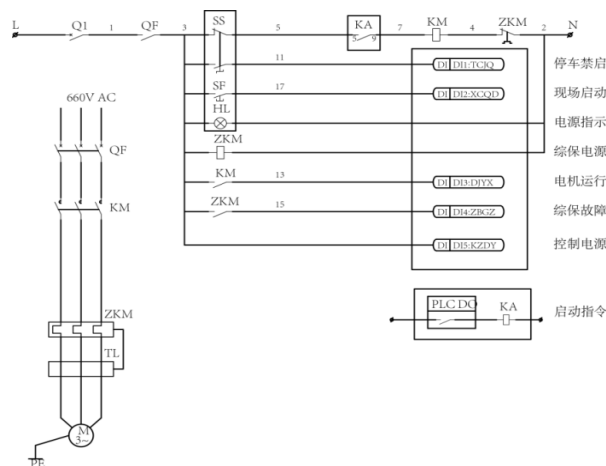 L Q1 1 QF 3 SS 5 KA 7 KM 4 ZKM 2 N
5 9
11 DI DI1:TCJQ 停车禁启
SF 17 DI DI2:XCQD 现场启动
HL 电源指示
ZKM 综保电源
KM 13 DI DI3:DJYX 电机运行
ZKM 15 DI DI4:ZBGZ 综保故障
DI DI5:KZDY 控制电源
PLC DO KA 启动指令
660V AC
QF
KM
ZKM
TL
M
3~
PE